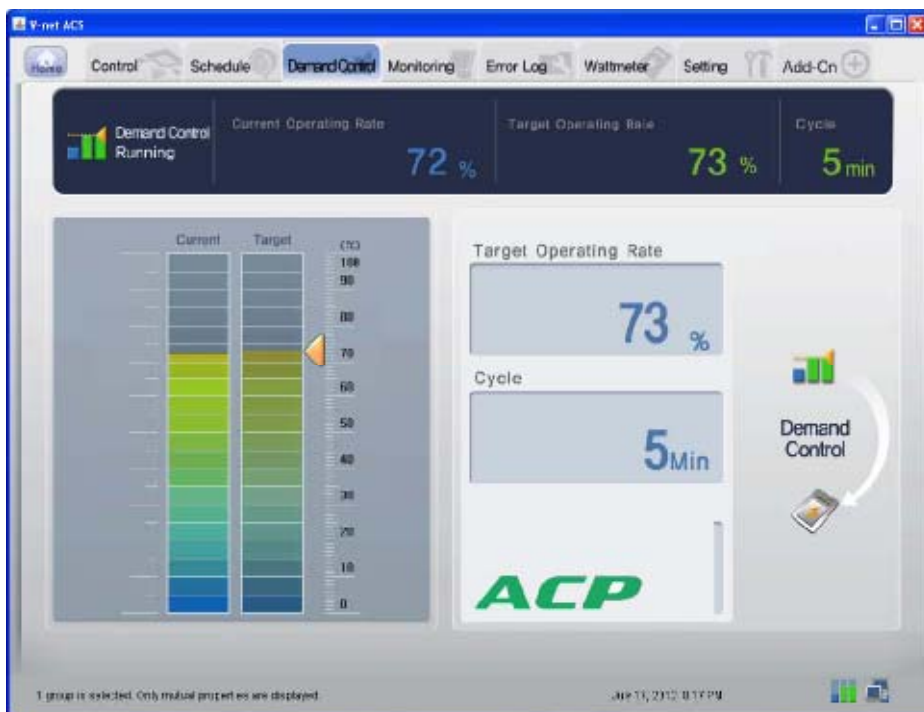 V-net ACS
Home Control Schedule Demand Control Monitoring Error Log Wattmeter Setting Add-On
Demand Control
Running
Current Operating Rate
72 %
Target Operating Rate
73 %
Cycle
5 min
Current Target
(%)
100
90
80
70
60
50
40
30
20
10
0
Target Operating Rate
73 %
Cycle
5 Min
ACP
Demand
Control
1 group is selected. Only mutual properties are displayed.
PM